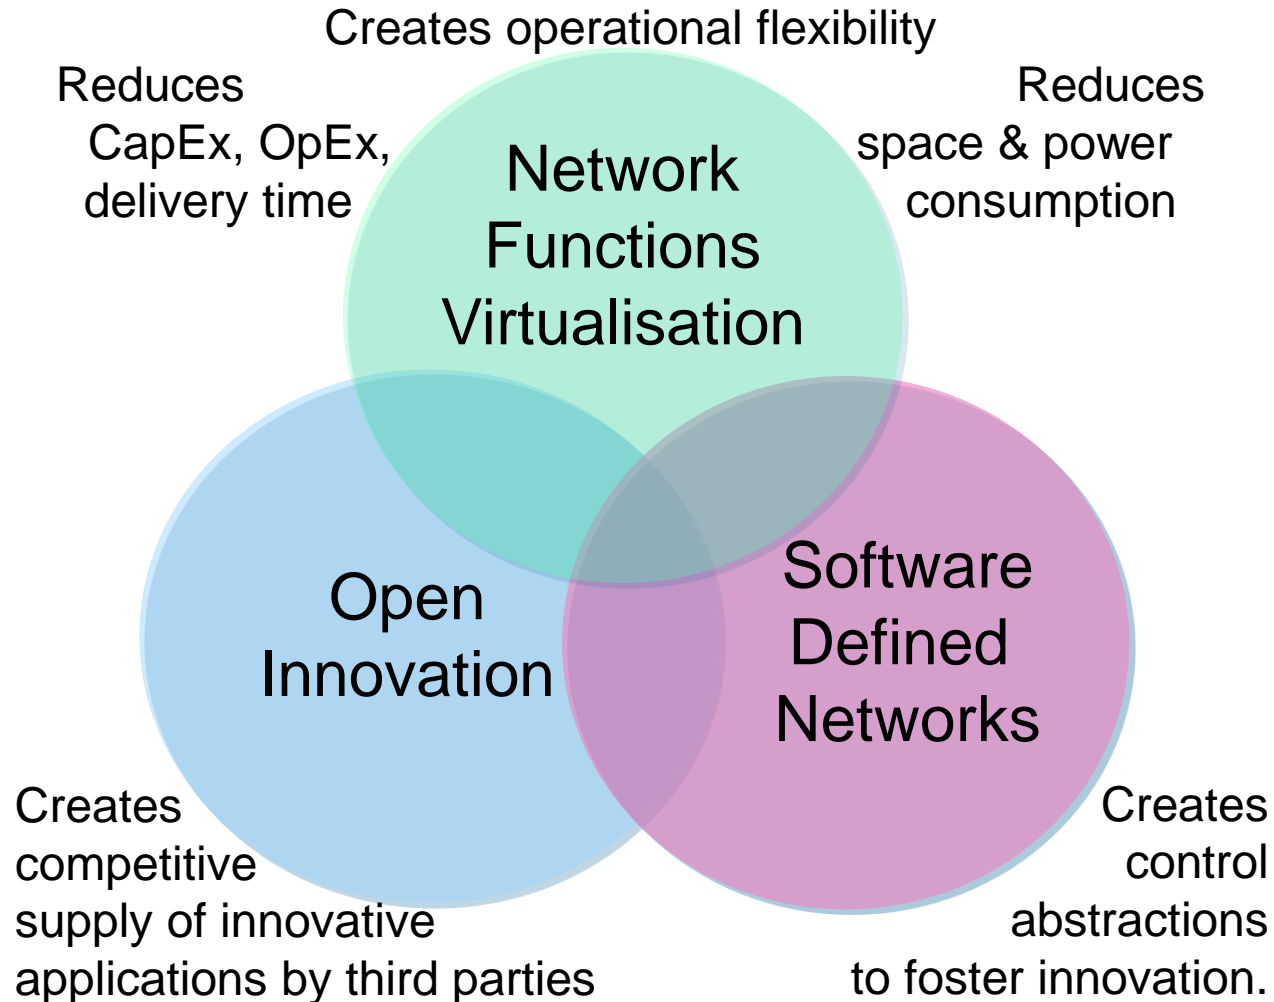 Creates operational flexibility
Reduces
CapEx, OpEx,
delivery time
Reduces
space & power
consumption
Network
Functions
Virtualisation
Open
Innovation
Software
Defined
Networks
Creates
competitive
supply of innovative
applications by third parties
Creates
control
abstractions
to foster innovation.